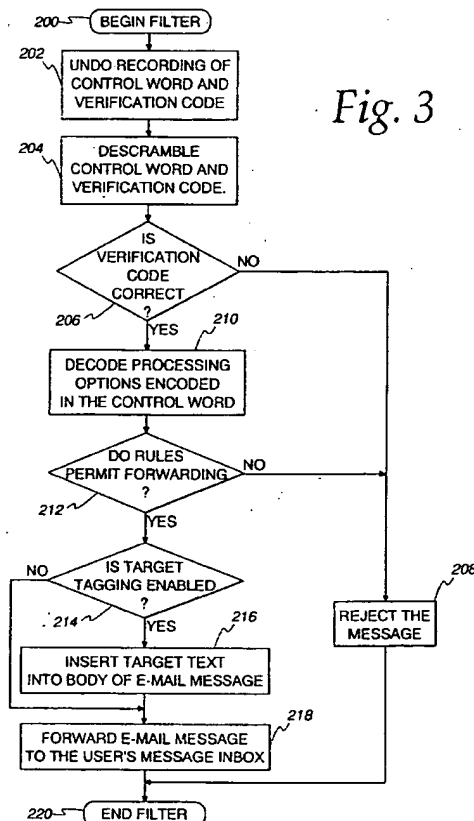 200
BEGIN FILTER
202
UNDO RECORDING OF
CONTROL WORD AND
VERIFICATION CODE
Fig. 3
204
DESCRAMBLE
CONTROL WORD AND
VERIFICATION CODE.
IS
VERIFICATION
CODE
CORRECT
?
NO
206
YES
210
DECODE PROCESSING
OPTIONS ENCODED
IN THE CONTROL WORD
DO RULES
PERMIT FORWARDING
?
NO
212
YES
NO
IS TARGET
TAGGING ENABLED
?
214
YES
208
REJECT THE
MESSAGE
216
INSERT TARGET TEXT
INTO BODY OF E-MAIL MESSAGE
218
FORWARD E-MAIL MESSAGE
TO THE USER'S MESSAGE INBOX
220
END FILTER